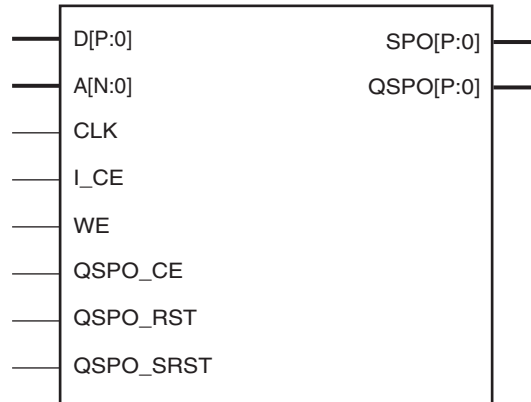 D[P:0]
SPO[P:0]
A[N:0]
QSPO[P:0]
CLK
I_CE
WE
QSPO_CE
QSPO_RST
QSPO_SRST